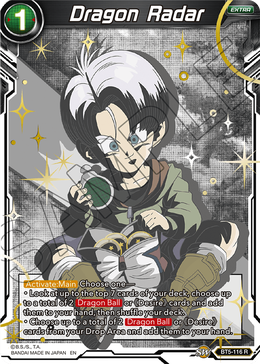 1
Dragon Radar
EXTRA
Activate:Main Choose one—
• Look at up to the top 7 cards of your deck, choose up
to a total of 2 Dragon Ball or《Desire》cards and add
them to your hand, then shuffle your deck.
• Choose up to a total of 2 Dragon Ball or《Desire》
cards from your Drop Area and add them to your hand.
©B.S./S., T.A.
BANDAI MADE IN JAPAN EN
BT5-116 R